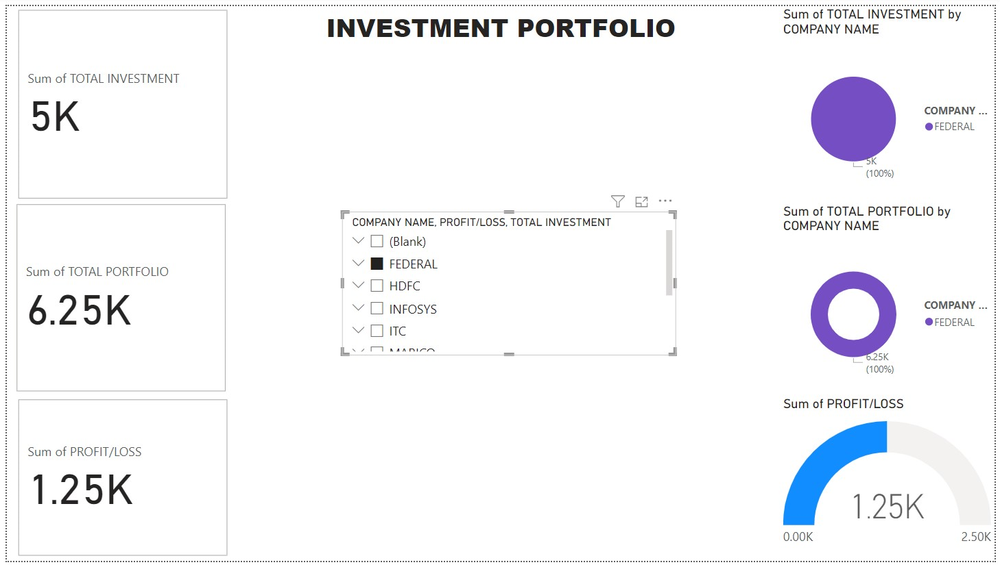 INVESTMENT PORTFOLIO
Sum of TOTAL INVESTMENT
5K
Sum of TOTAL PORTFOLIO
6.25K
Sum of PROFIT/LOSS
1.25K
COMPANY NAME, PROFIT/LOSS, TOTAL INVESTMENT
(Blank)
FEDERAL
HDFC
INFOSYS
ITC
MARICO
Sum of TOTAL INVESTMENT by
COMPANY NAME
COMPANY ...
FEDERAL
5K
(100%)
Sum of TOTAL PORTFOLIO by
COMPANY NAME
COMPANY ...
FEDERAL
6.25K
(100%)
Sum of PROFIT/LOSS
1.25K
0.00K
2.50K